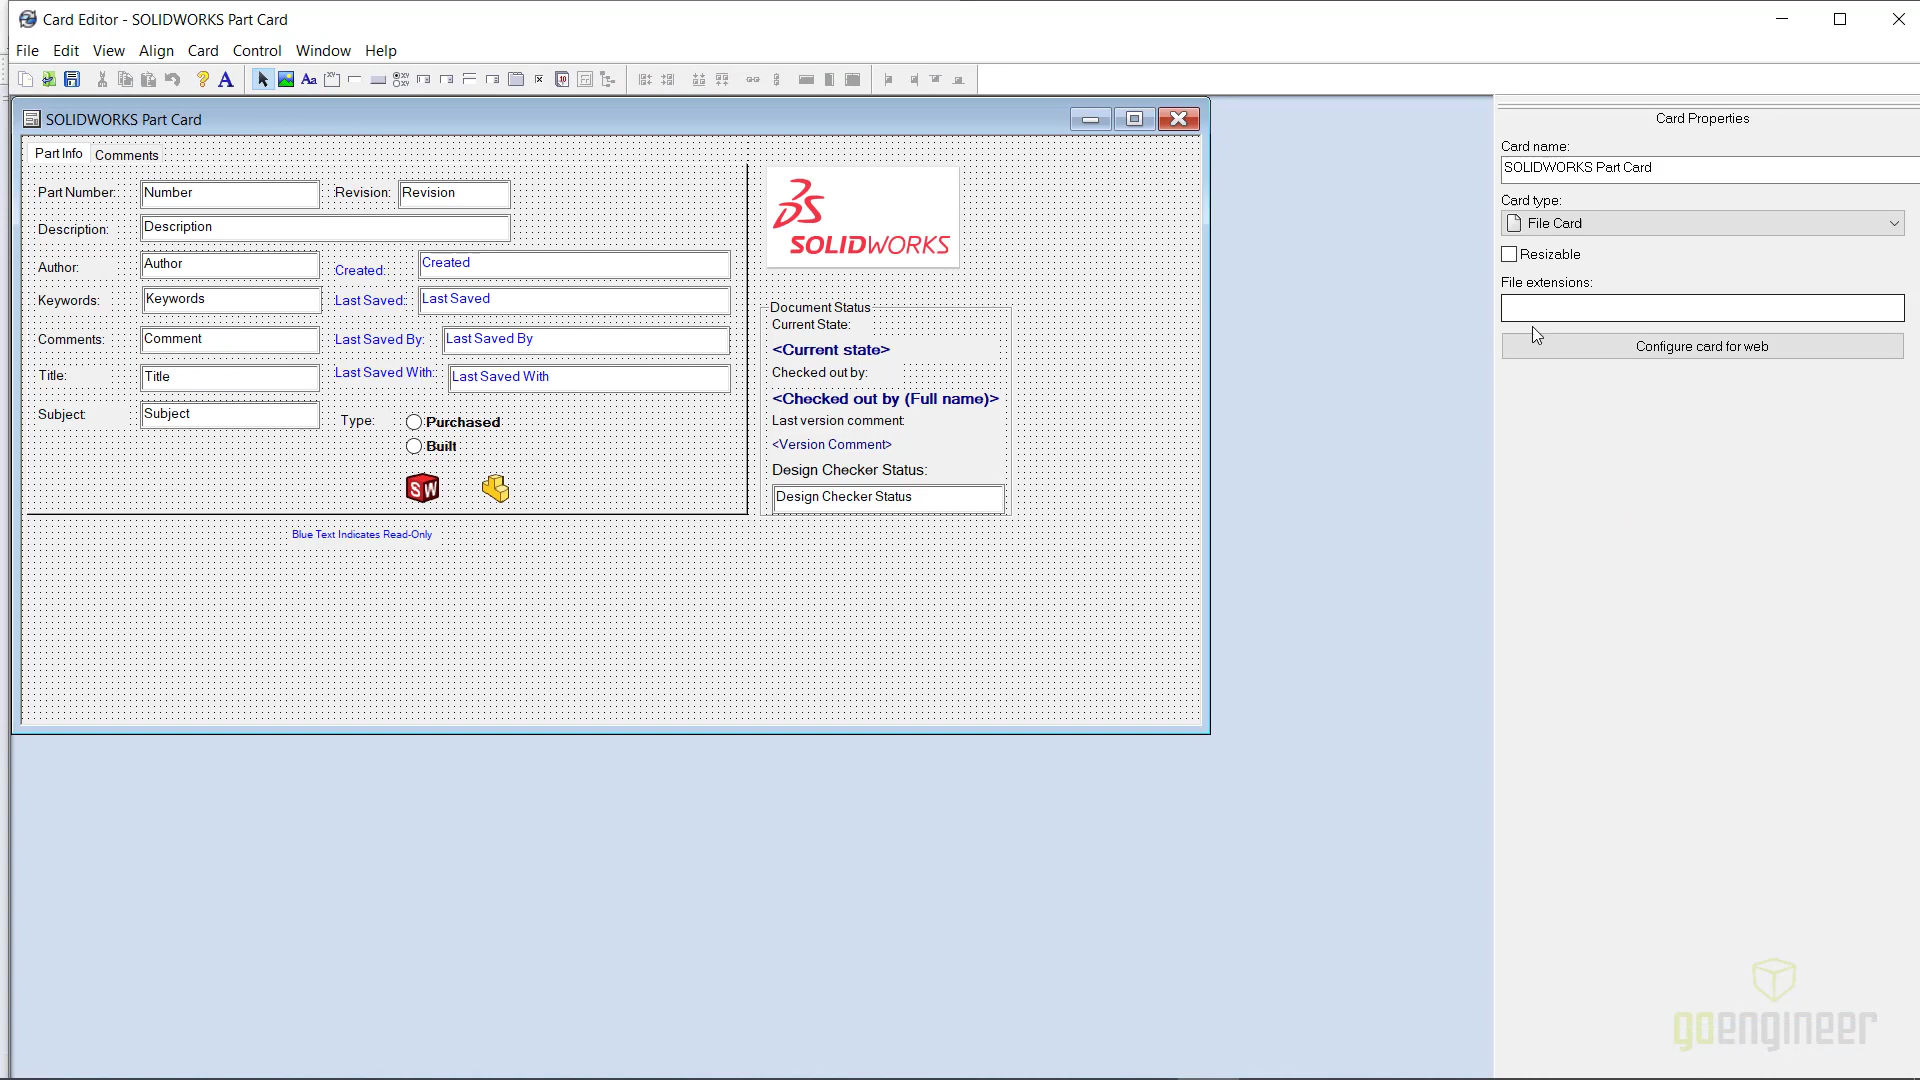 Card Editor - SOLIDWORKS Part Card
File Edit View Align Card Control Window Help
SOLIDWORKS Part Card
Part Info Comments
Part Number: Number Revision: Revision
Description: Description
Author: Author Created: Created
Keywords: Keywords Last Saved: Last Saved
Comments: Comment Last Saved By: Last Saved By
Title: Title Last Saved With: Last Saved With
Subject: Subject Type: Purchased
Built
SW
Blue Text Indicates Read-Only
SOLIDWORKS
Document Status
Current State:
<Current state>
Checked out by:
<Checked out by (Full name)>
Last version comment:
<Version Comment>
Design Checker Status:
Design Checker Status
Card Properties
Card name:
SOLIDWORKS Part Card
Card type:
File Card
Resizable
File extensions:
Configure card for web
goengineer